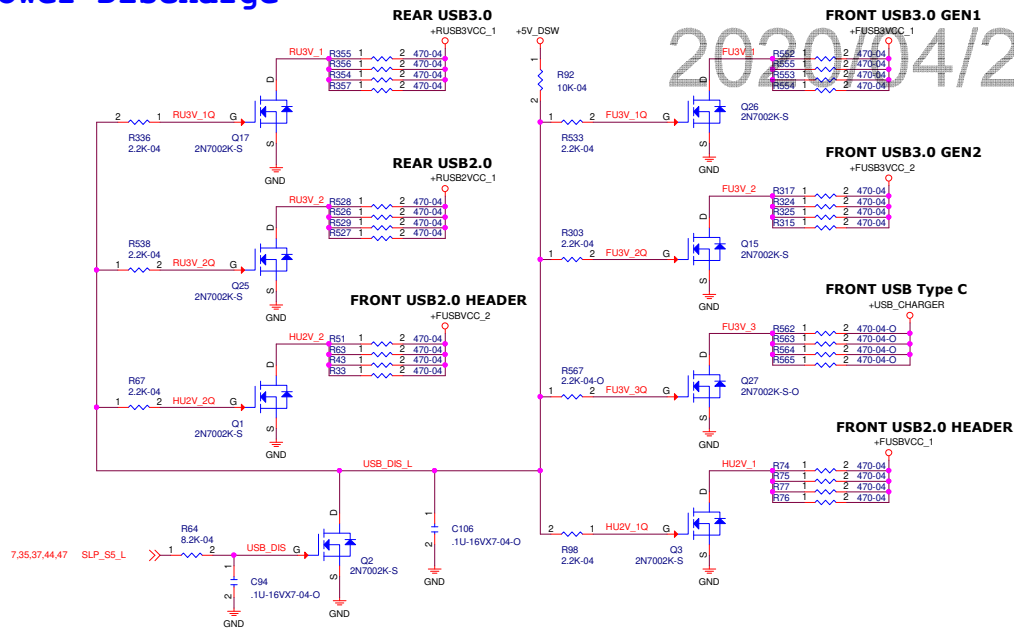 ower Discharge
2020/04/2
REAR USB3.0
+RUSB3VCC_1
RU3V_1 R355 1 2 470-04
R356 1 2 470-04
R354 1 2 470-04
R357 1 2 470-04
D
2 1 RU3V_1Q G
R336
2.2K-04
Q17
2N7002K-S
S
GND
REAR USB2.0
+RUSB2VCC_1
RU3V_2 R528 1 2 470-04
R526 1 2 470-04
R529 1 2 470-04
R527 1 2 470-04
D
R538
2.2K-04
1 2 RU3V_2Q G
Q25
2N7002K-S
S
GND
FRONT USB2.0 HEADER
+FUSBVCC_2
HU2V_2 R51 1 2 470-04
R63 1 2 470-04
R43 1 2 470-04
R33 1 2 470-04
D
R67
2.2K-04
1 2 HU2V_2Q G
Q1
2N7002K-S
S
GND
+5V_DSW
1
R92
10K-04
2
FRONT USB3.0 GEN1
+FUSB3VCC_1
FU3V_1 R552 1 2 470-04
R555 1 2 470-04
R553 1 2 470-04
R554 1 2 470-04
D
Q26
2N7002K-S
1 2 FU3V_1Q G
R533
2.2K-04
S
GND
FRONT USB3.0 GEN2
+FUSB3VCC_2
FU3V_2 R317 1 2 470-04
R324 1 2 470-04
R325 1 2 470-04
R315 1 2 470-04
D
R303
2.2K-04
1 2 FU3V_2Q G
Q15
2N7002K-S
S
GND
FRONT USB Type C
+USB_CHARGER
FU3V_3 R562 1 2 470-04-O
R563 1 2 470-04-O
R564 1 2 470-04-O
R565 1 2 470-04-O
D
R567
2.2K-04-O
1 2 FU3V_3Q G
Q27
2N7002K-S-O
S
GND
FRONT USB2.0 HEADER
+FUSBVCC_1
HU2V_1 R74 1 2 470-04
R75 1 2 470-04
R77 1 2 470-04
R76 1 2 470-04
D
2 1 HU2V_1Q G
R98
2.2K-04
Q3
2N7002K-S
S
GND
USB_DIS_L
D
1
C106
.1U-16VX7-04-O
2
GND
7,35,37,44,47 SLP_S5_L
R64
8.2K-04
1 2 USB_DIS G
Q2
2N7002K-S
S
GND
1
C94
.1U-16VX7-04-O
2
GND